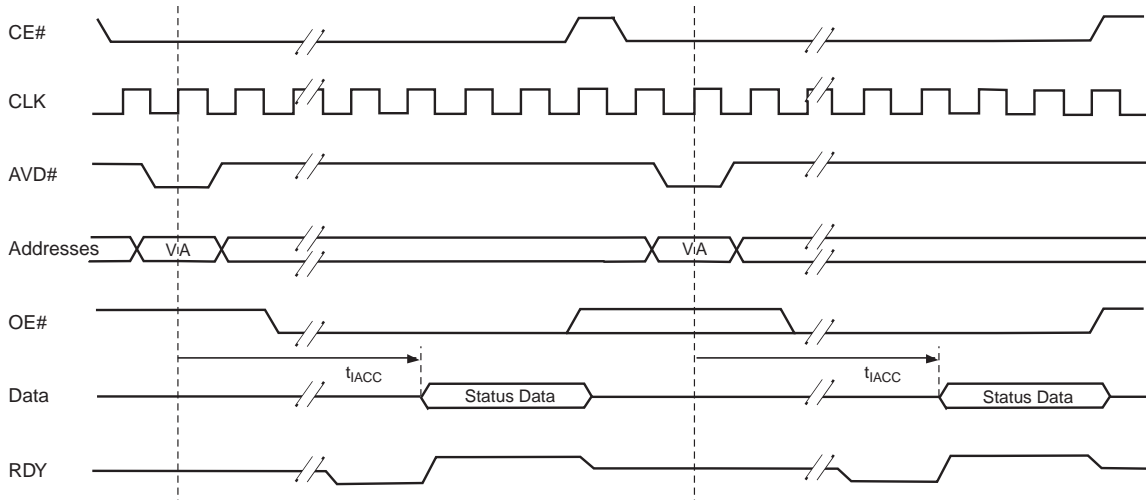 CE#
CLK
AVD#
Addresses VA VA
OE#
tIACC tIACC
Data Status Data Status Data
RDY